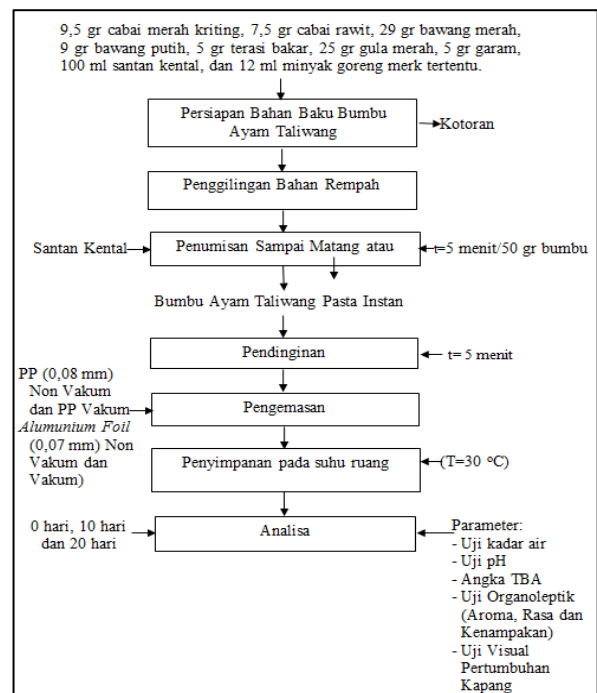 9,5 gr cabai merah kriting, 7,5 gr cabai rawit, 29 gr bawang merah,
9 gr bawang putih, 5 gr terasi bakar, 25 gr gula merah, 5 gr garam,
100 ml santan kental, dan 12 ml minyak goreng merk tertentu.
Persiapan Bahan Baku Bumbu
Ayam Taliwang
Kotoran
Penggilingan Bahan Rempah
Santan Kental
Penumisan Sampai Matang atau
t=5 menit/50 gr bumbu
Bumbu Ayam Taliwang Pasta Instan
Pendinginan
t= 5 menit
PP (0,08 mm)
Non Vakum
dan PP Vakum
Alumunium Foil
(0,07 mm) Non
Vakum dan
Vakum)
Pengemasan
Penyimpanan pada suhu ruang
(T=30 °C)
0 hari, 10 hari
dan 20 hari
Analisa
Parameter:
- Uji kadar air
- Uji pH
- Angka TBA
- Uji Organoleptik
(Aroma, Rasa dan
Kenampakan)
- Uji Visual
Pertumbuhan
Kapang